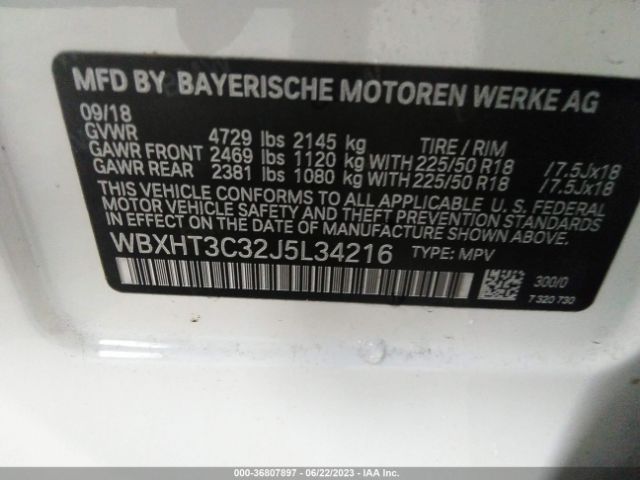 MFD BY BAYERISCHE MOTOREN WERKE AG
09/18
GVWR 4729 lbs 2145 kg TIRE / RIM
GAWR FRONT 2469 lbs 1120 kg WITH 225/50 R18 /7.5Jx18
GAWR REAR 2381 lbs 1080 kg WITH 225/50 R18 /7.5Jx18
THIS VEHICLE CONFORMS TO ALL APPLICABLE U. S. FEDERAL
MOTOR VEHICLE SAFETY, BUMPER, AND THEFT PREVENTION STANDARDS
IN EFFECT ON THE DATE OF MANUFACTURE SHOWN ABOVE.
WBXHT3C32J5L34216 TYPE: MPV
300/0
7 320 730
000-36807897 - 06/22/2023 - IAAI.com